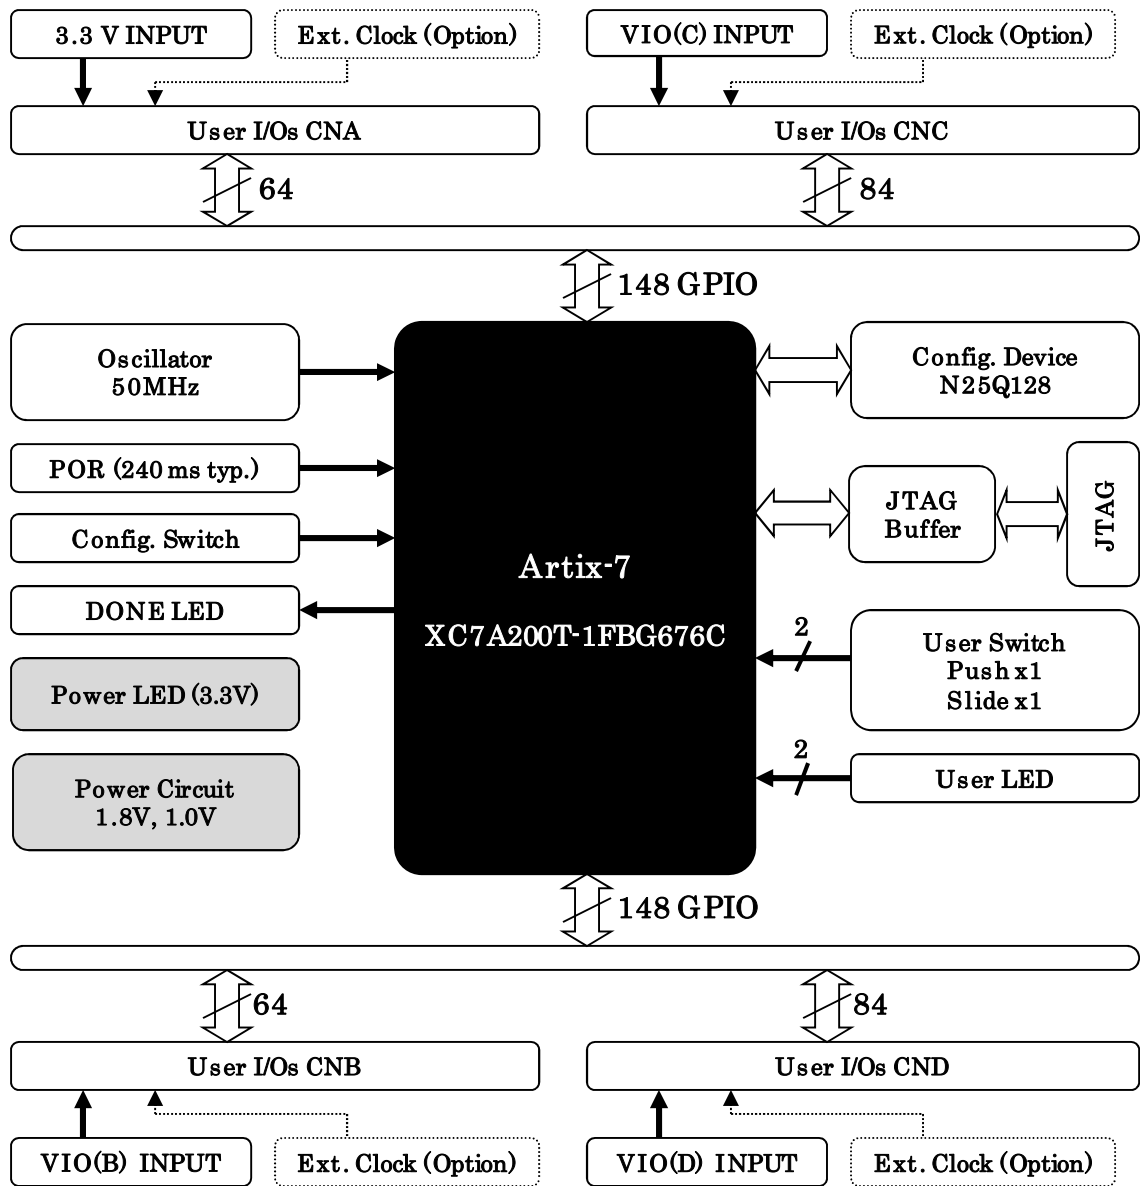 3.3 V INPUT
Ext. Clock (Option)
VIO(C) INPUT
Ext. Clock (Option)
User I/Os CNA
User I/Os CNC
64
84
148 GPIO
Oscillator
50MHz
Config. Device
N25Q128
POR (240 ms typ.)
JTAG
Buffer
JTAG
Config. Switch
Artix-7
XC7A200T-1FBG676C
DONE LED
2
User Switch
Push x1
Slide x1
Power LED (3.3V)
2
User LED
Power Circuit
1.8V, 1.0V
148 GPIO
64
84
User I/Os CNB
User I/Os CND
VIO(B) INPUT
Ext. Clock (Option)
VIO(D) INPUT
Ext. Clock (Option)